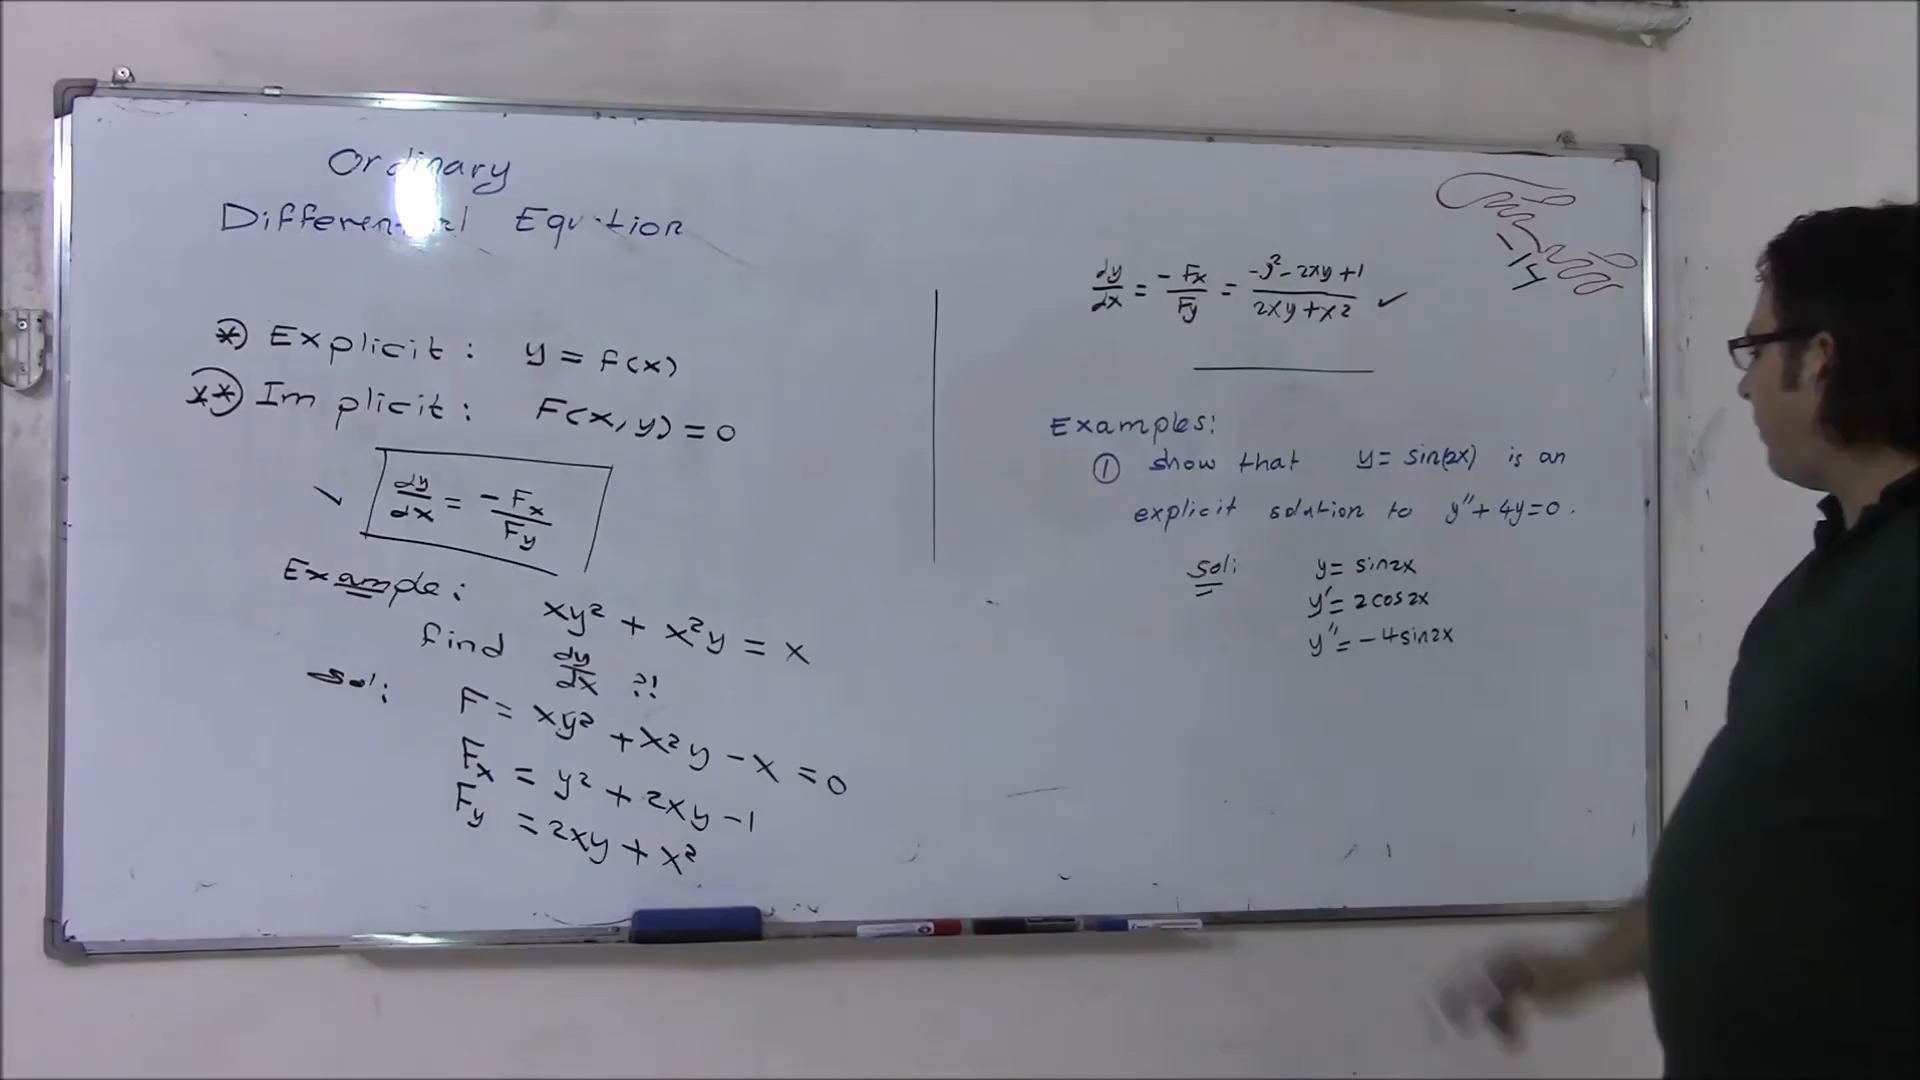 Ordinary
Differential Equation
*) Explicit: y = f(x)
**) Implicit: F(x,y) = 0
✓ dy/dx = -Fx/Fy
Example: xy² + x²y = x
find dy/dx ?!
Sol: F = xy² + x²y - x = 0
Fx = y² + 2xy - 1
Fy = 2xy + x²
dy/dx = -Fx/Fy = (-y² - 2xy + 1)/(2xy + x²) ✓
Examples:
① show that y = sin(2x) is an
explicit solution to y'' + 4y = 0.
Sol: y = sin2x
y' = 2cos2x
y'' = -4sin2x